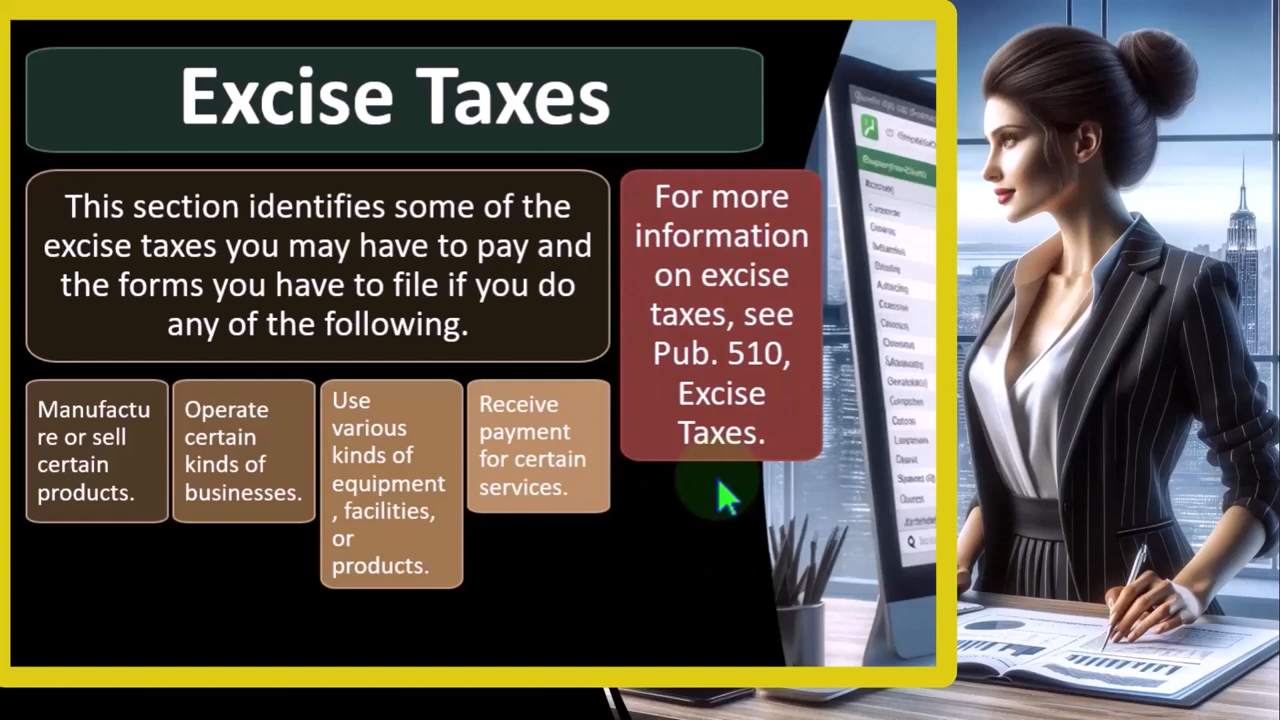 Excise Taxes
This section identifies some of the
excise taxes you may have to pay and
the forms you have to file if you do
any of the following.
For more
information
on excise
taxes, see
Pub. 510,
Excise
Taxes.
Manufactu
re or sell
certain
products.
Operate
certain
kinds of
businesses.
Use
various
kinds of
equipment
, facilities,
or
products.
Receive
payment
for certain
services.